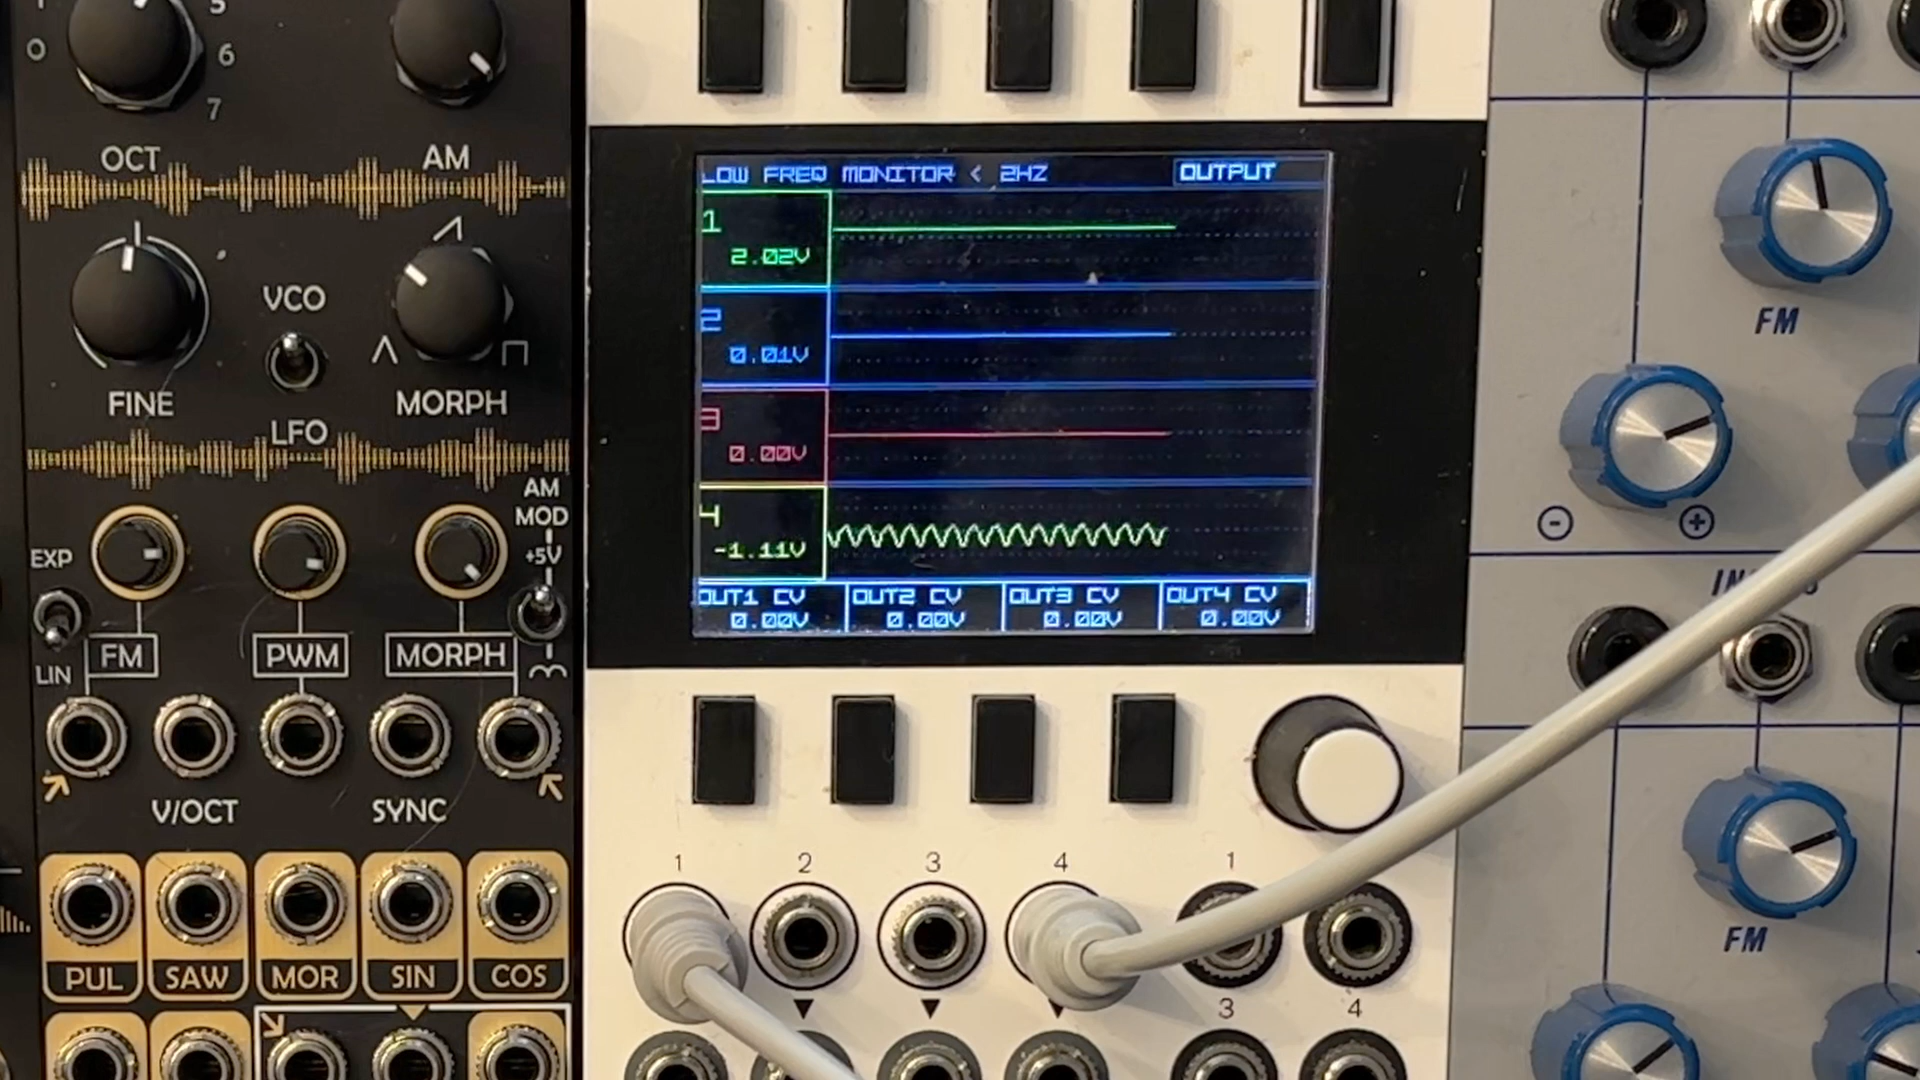 5
0
6
7
OCT
AM
VCO
FINE
MORPH
LFO
AM
MOD
EXP
+5V
FM
PWM
MORPH
LIN
V/OCT
SYNC
PUL
SAW
MOR
SIN
COS
LOW FREQ MONITOR < 2HZ
OUTPUT
1
2.02V
2
0.01V
3
0.00V
4
-1.11V
OUT1 CV
OUT2 CV
OUT3 CV
OUT4 CV
0.00V
0.00V
0.00V
0.00V
1
2
3
4
1
3
4
FM
-
+
FM